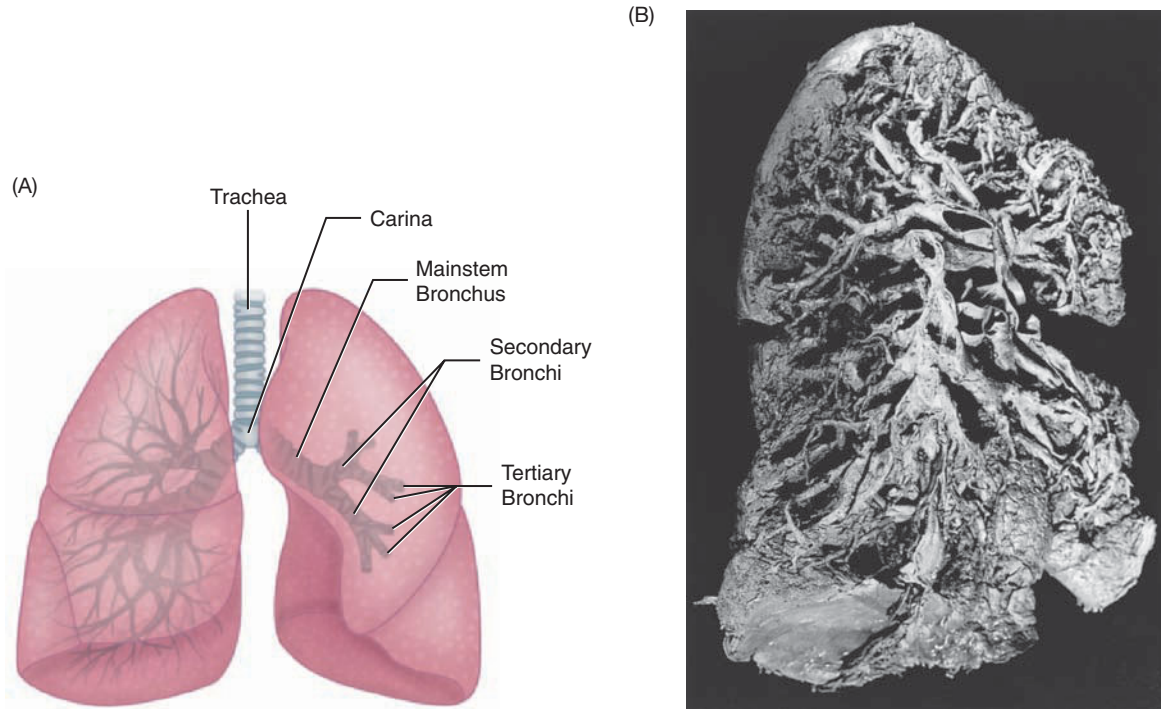 (A)
Trachea
Carina
Mainstem
Bronchus
Secondary
Bronchi
Tertiary
Bronchi
(B)